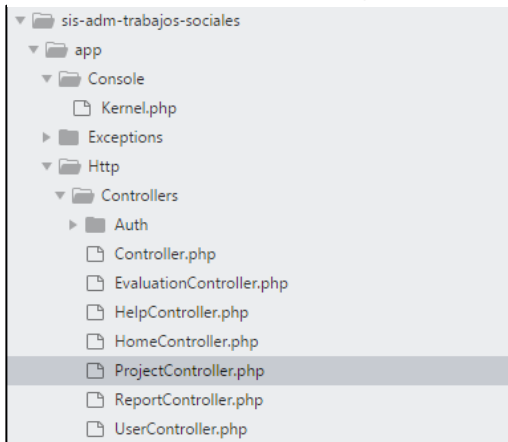 sis-adm-trabajos-sociales
app
Console
Kernel.php
Exceptions
Http
Controllers
Auth
Controller.php
EvaluationController.php
HelpController.php
HomeController.php
ProjectController.php
ReportController.php
UserController.php